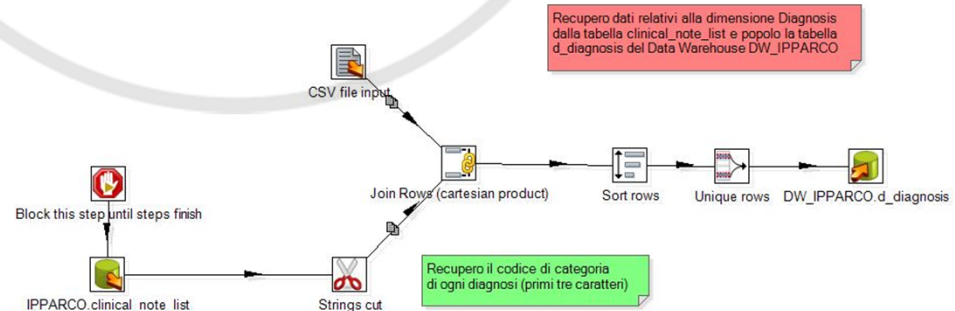 Recupero dati relativi alla dimensione Diagnosis
dalla tabella clinical_note_list e popolo la tabella
d_diagnosis del Data Warehouse DW_IPPARCO
CSV file input
Block this step until steps finish
Join Rows (cartesian product)
Sort rows
Unique rows
DW_IPPARCO.d_diagnosis
Recupero il codice di categoria
di ogni diagnosi (primi tre caratteri)
IPPARCO.clinical_note_list
Strings cut